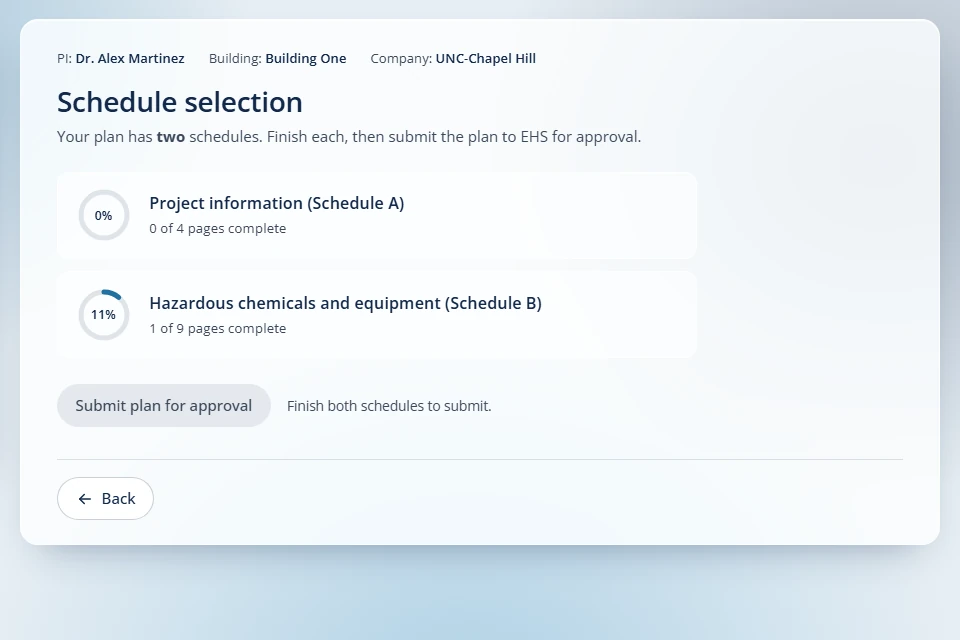 PI: Dr. Alex Martinez Building: Building One Company: UNC-Chapel Hill
Schedule selection
Your plan has two schedules. Finish each, then submit the plan to EHS for approval.
0%
Project information (Schedule A)
0 of 4 pages complete
11%
Hazardous chemicals and equipment (Schedule B)
1 of 9 pages complete
Submit plan for approval Finish both schedules to submit.
Back